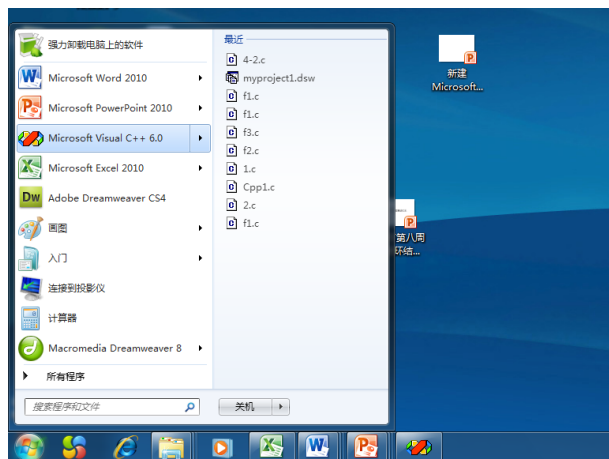 强力卸载电脑上的软件
Microsoft Word 2010
Microsoft PowerPoint 2010
Microsoft Visual C++ 6.0
Microsoft Excel 2010
Dw Adobe Dreamweaver CS4
画图
入门
连接到投影仪
计算器
Macromedia Dreamweaver 8
所有程序
搜索程序和文件
最近
4-2.c
myproject1.dsw
f1.c
f1.c
f3.c
f2.c
1.c
Cpp1.c
2.c
f1.c
关机
新建
Microsoft...
第八周
环结...